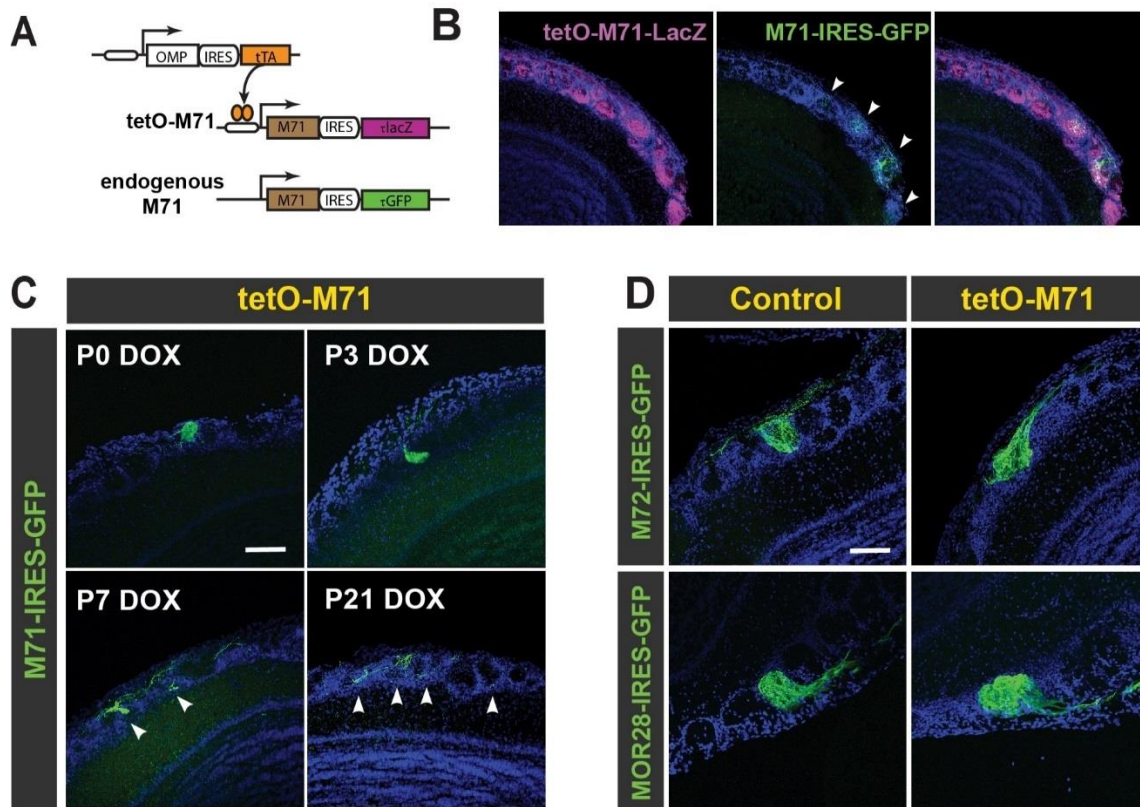 A
OMP IRES tTA
tetO-M71
M71 IRES τlacZ
endogenous
M71
M71 IRES τGFP
B
tetO-M71-LacZ M71-IRES-GFP
C
tetO-M71
M71-IRES-GFP
P0 DOX P3 DOX
P7 DOX P21 DOX
D
Control tetO-M71
M72-IRES-GFP
MOR28-IRES-GFP